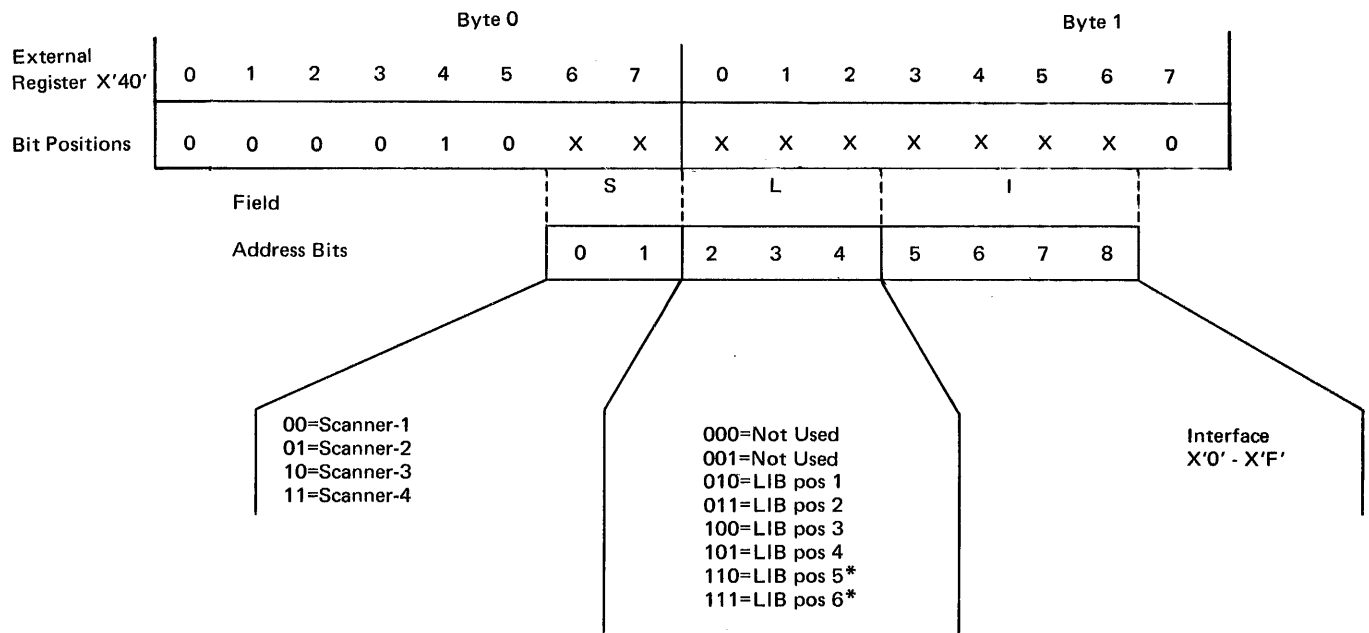 Byte 0 Byte 1
External
Register X'40' 0 1 2 3 4 5 6 7 0 1 2 3 4 5 6 7
Bit Positions 0 0 0 0 1 0 X X X X X X X X X 0
Field S L I
Address Bits 0 1 2 3 4 5 6 7 8
00=Scanner-1
01=Scanner-2
10=Scanner-3
11=Scanner-4
000=Not Used
001=Not Used
010=LIB pos 1
011=LIB pos 2
100=LIB pos 3
101=LIB pos 4
110=LIB pos 5*
111=LIB pos 6*
Interface
X'0' - X'F'